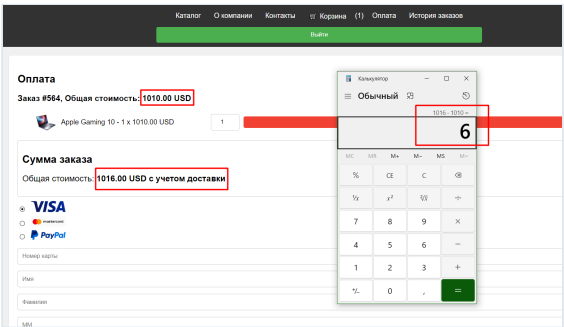 Каталог О компании Контакты Корзина (1) Оплата История заказов
Выйти
Оплата
Заказ #564, Общая стоимость: 1010.00 USD
Apple Gaming 10 - 1 x 1010.00 USD 1
Сумма заказа
Общая стоимость: 1016.00 USD с учетом доставки
VISA
mastercard
PayPal
Номер карты
Имя
Фамилия
ММ
Калькулятор
Обычный
1016 - 1010 =
6
MC MR M+ M− MS M˅
% CE C ⌫
¹/x x² ²√x ÷
7 8 9 ×
4 5 6 −
1 2 3 +
+/− 0 , =